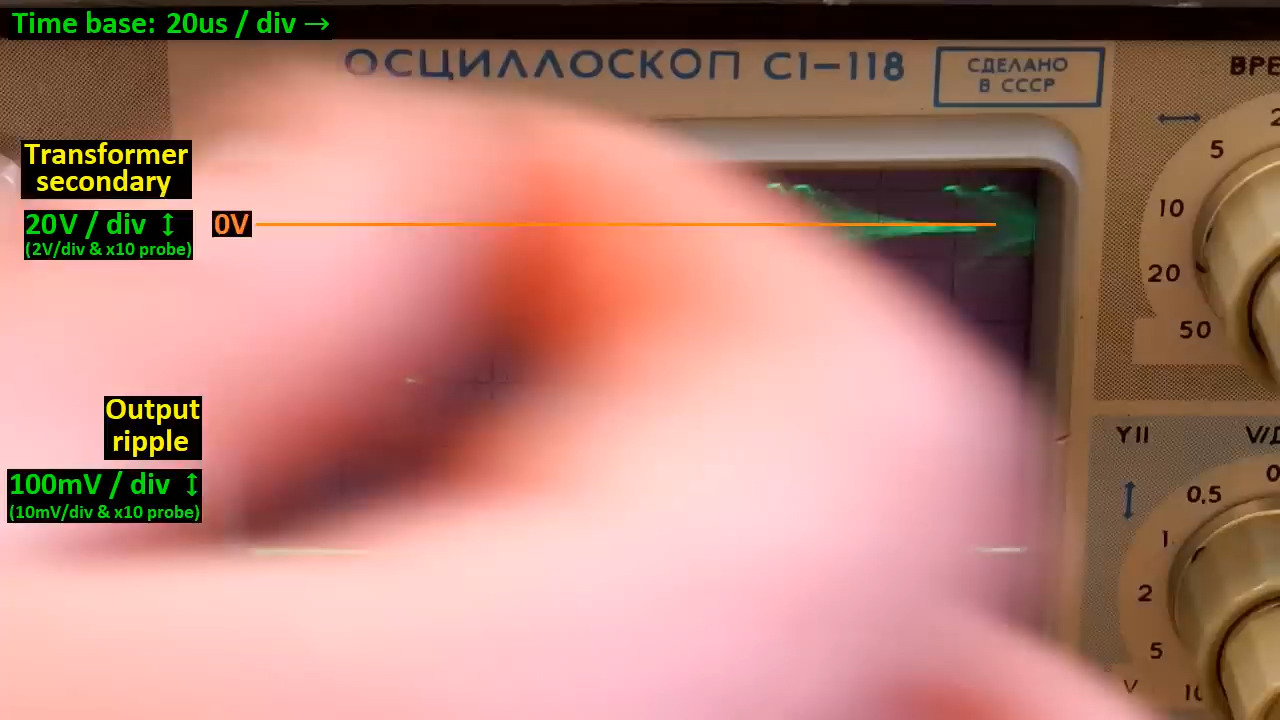 Time base: 20us / div →
ОСЦИЛЛОСКОП С1–118
СДЕЛАНО
В СССР
Transformer
secondary
20V / div ↕
(2V/div & x10 probe)
0V
5
10
20
50
Output
ripple
100mV / div ↕
(10mV/div & x10 probe)
YII
0,5
1
2
5
V